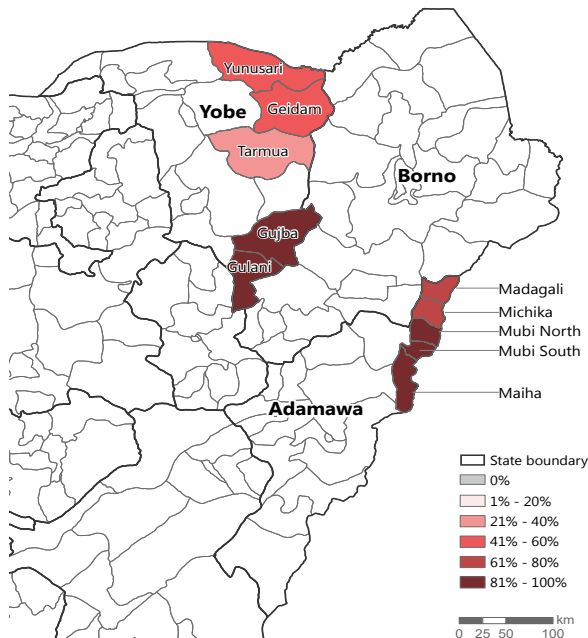 Yunusari
Yobe
Geidam
Tarmua
Borno
Gujba
Gulani
Madagali
Michika
Mubi North
Mubi South
Maiha
Adamawa
State boundary
0%
1% - 20%
21% - 40%
41% - 60%
61% - 80%
81% - 100%
km
0 25 50 100